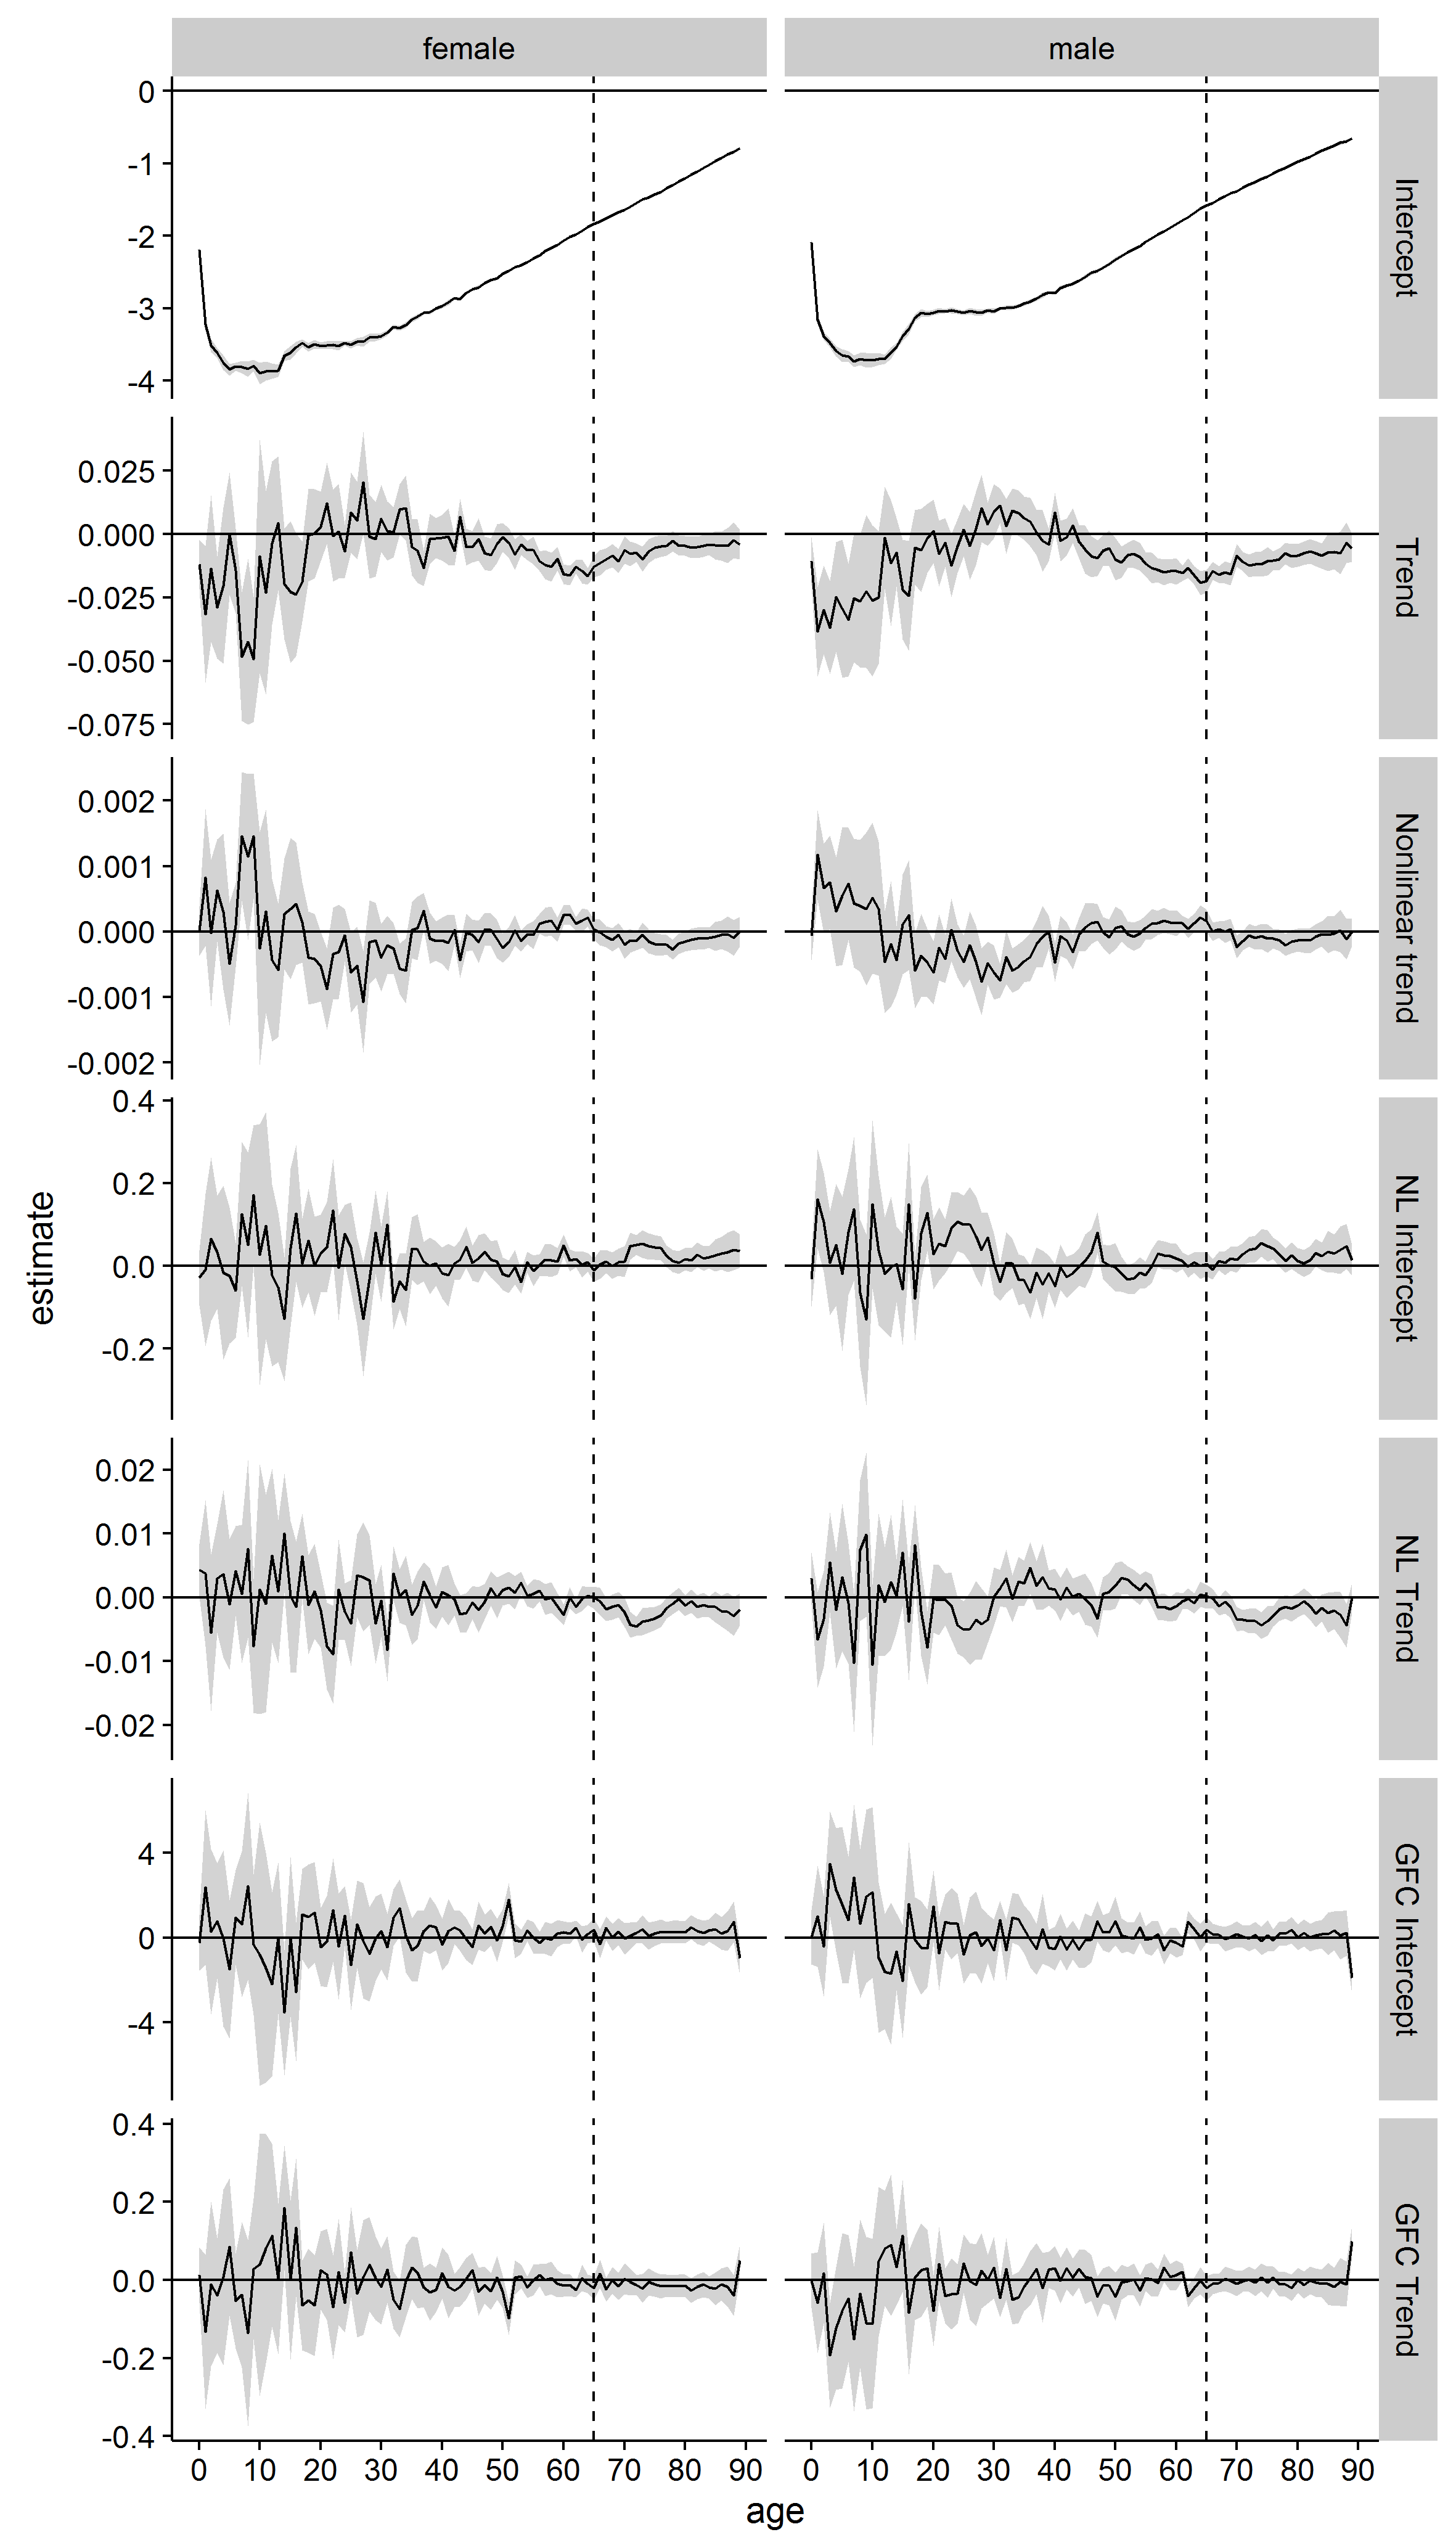 female
male
0
-1
-2
-3
-4
Intercept
0.025
0.000
-0.025
-0.050
-0.075
Trend
0.002
0.001
0.000
-0.001
-0.002
Nonlinear trend
0.4
0.2
0.0
-0.2
NL Intercept
0.02
0.01
0.00
-0.01
-0.02
NL Trend
4
0
-4
GFC Intercept
0.4
0.2
0.0
-0.2
-0.4
GFC Trend
estimate
0 10 20 30 40 50 60 70 80 90
0 10 20 30 40 50 60 70 80 90
age